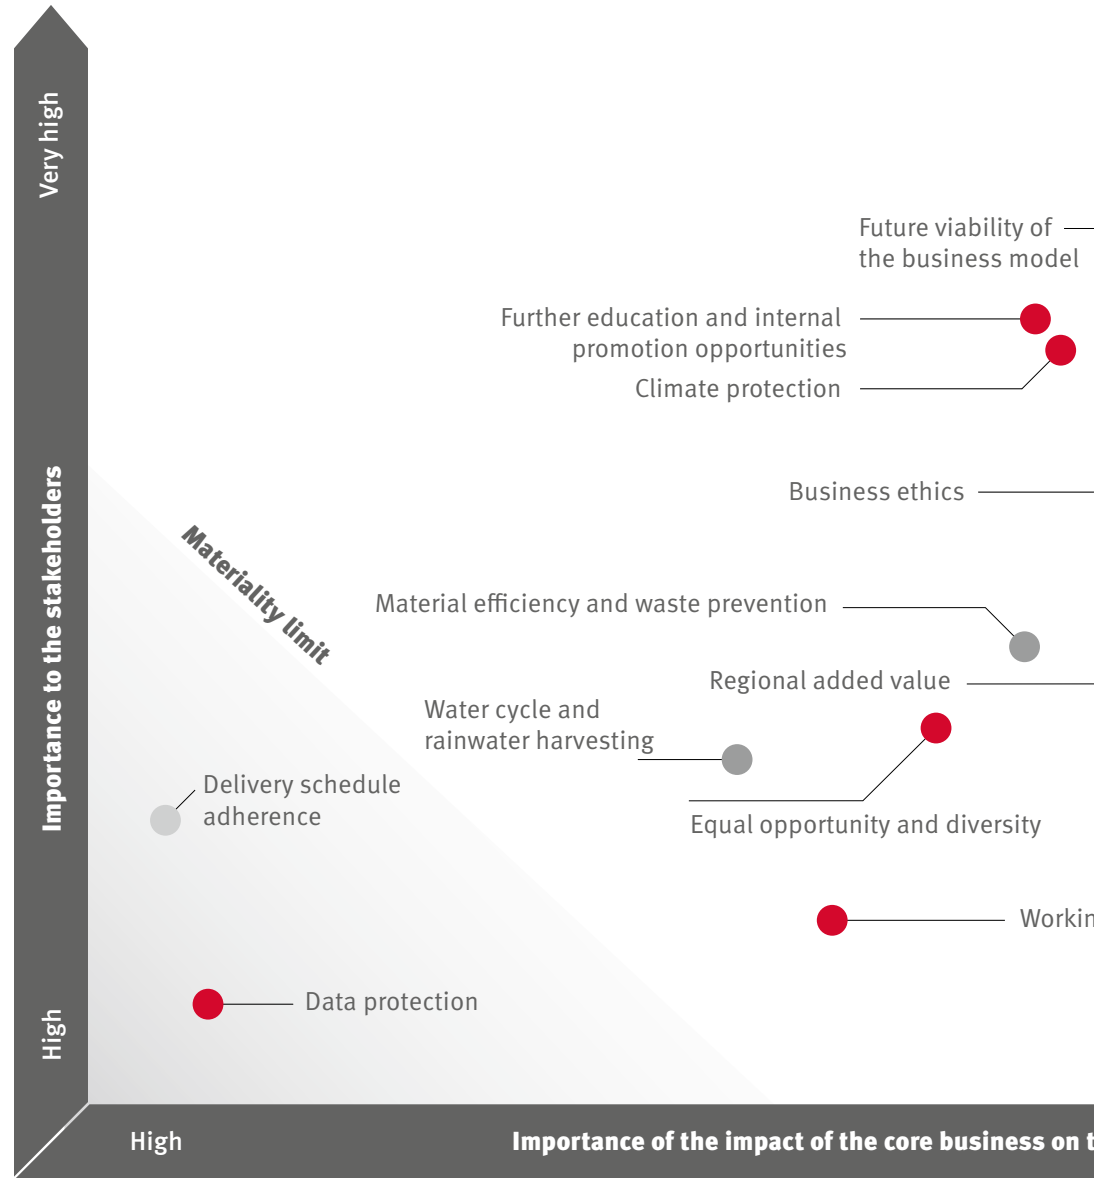 Very high
Future viability of
the business model
Further education and internal
promotion opportunities
Climate protection
Importance to the stakeholders
Business ethics
Materiality limit
Material efficiency and waste prevention
Regional added value
Water cycle and
rainwater harvesting
Delivery schedule
adherence
Equal opportunity and diversity
Data protection
High
High
Importance of the impact of the core business on